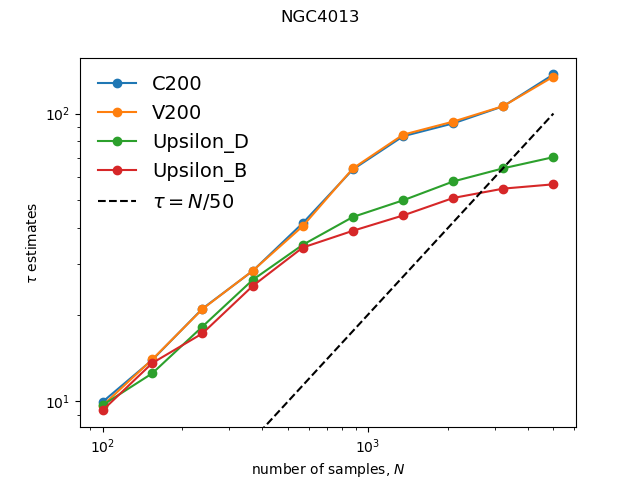 NGC4013
C200
V200
Upsilon_D
Upsilon_B
τ = N/50
10²
10¹
τ estimates
10² 10³
number of samples, N